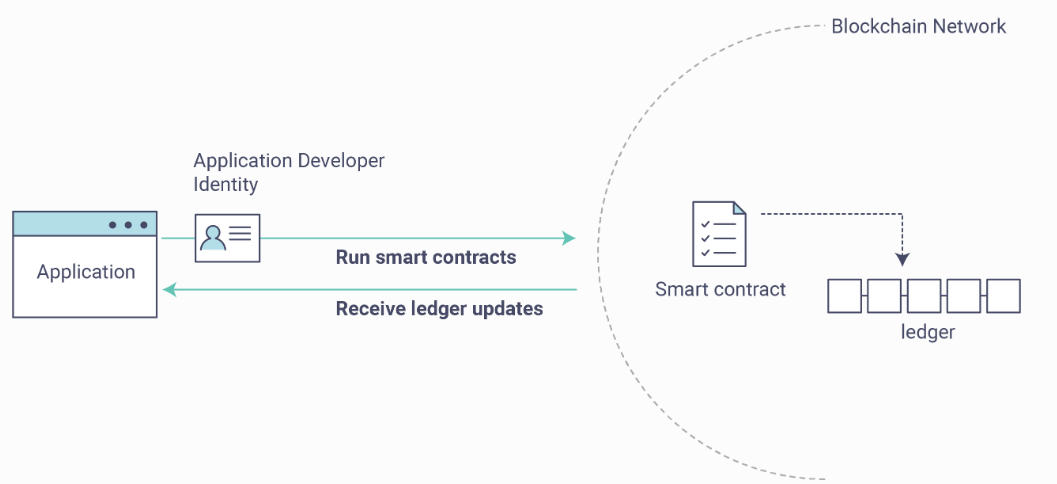 Blockchain Network
Application Developer
Identity
Application
Run smart contracts
Receive ledger updates
Smart contract
ledger